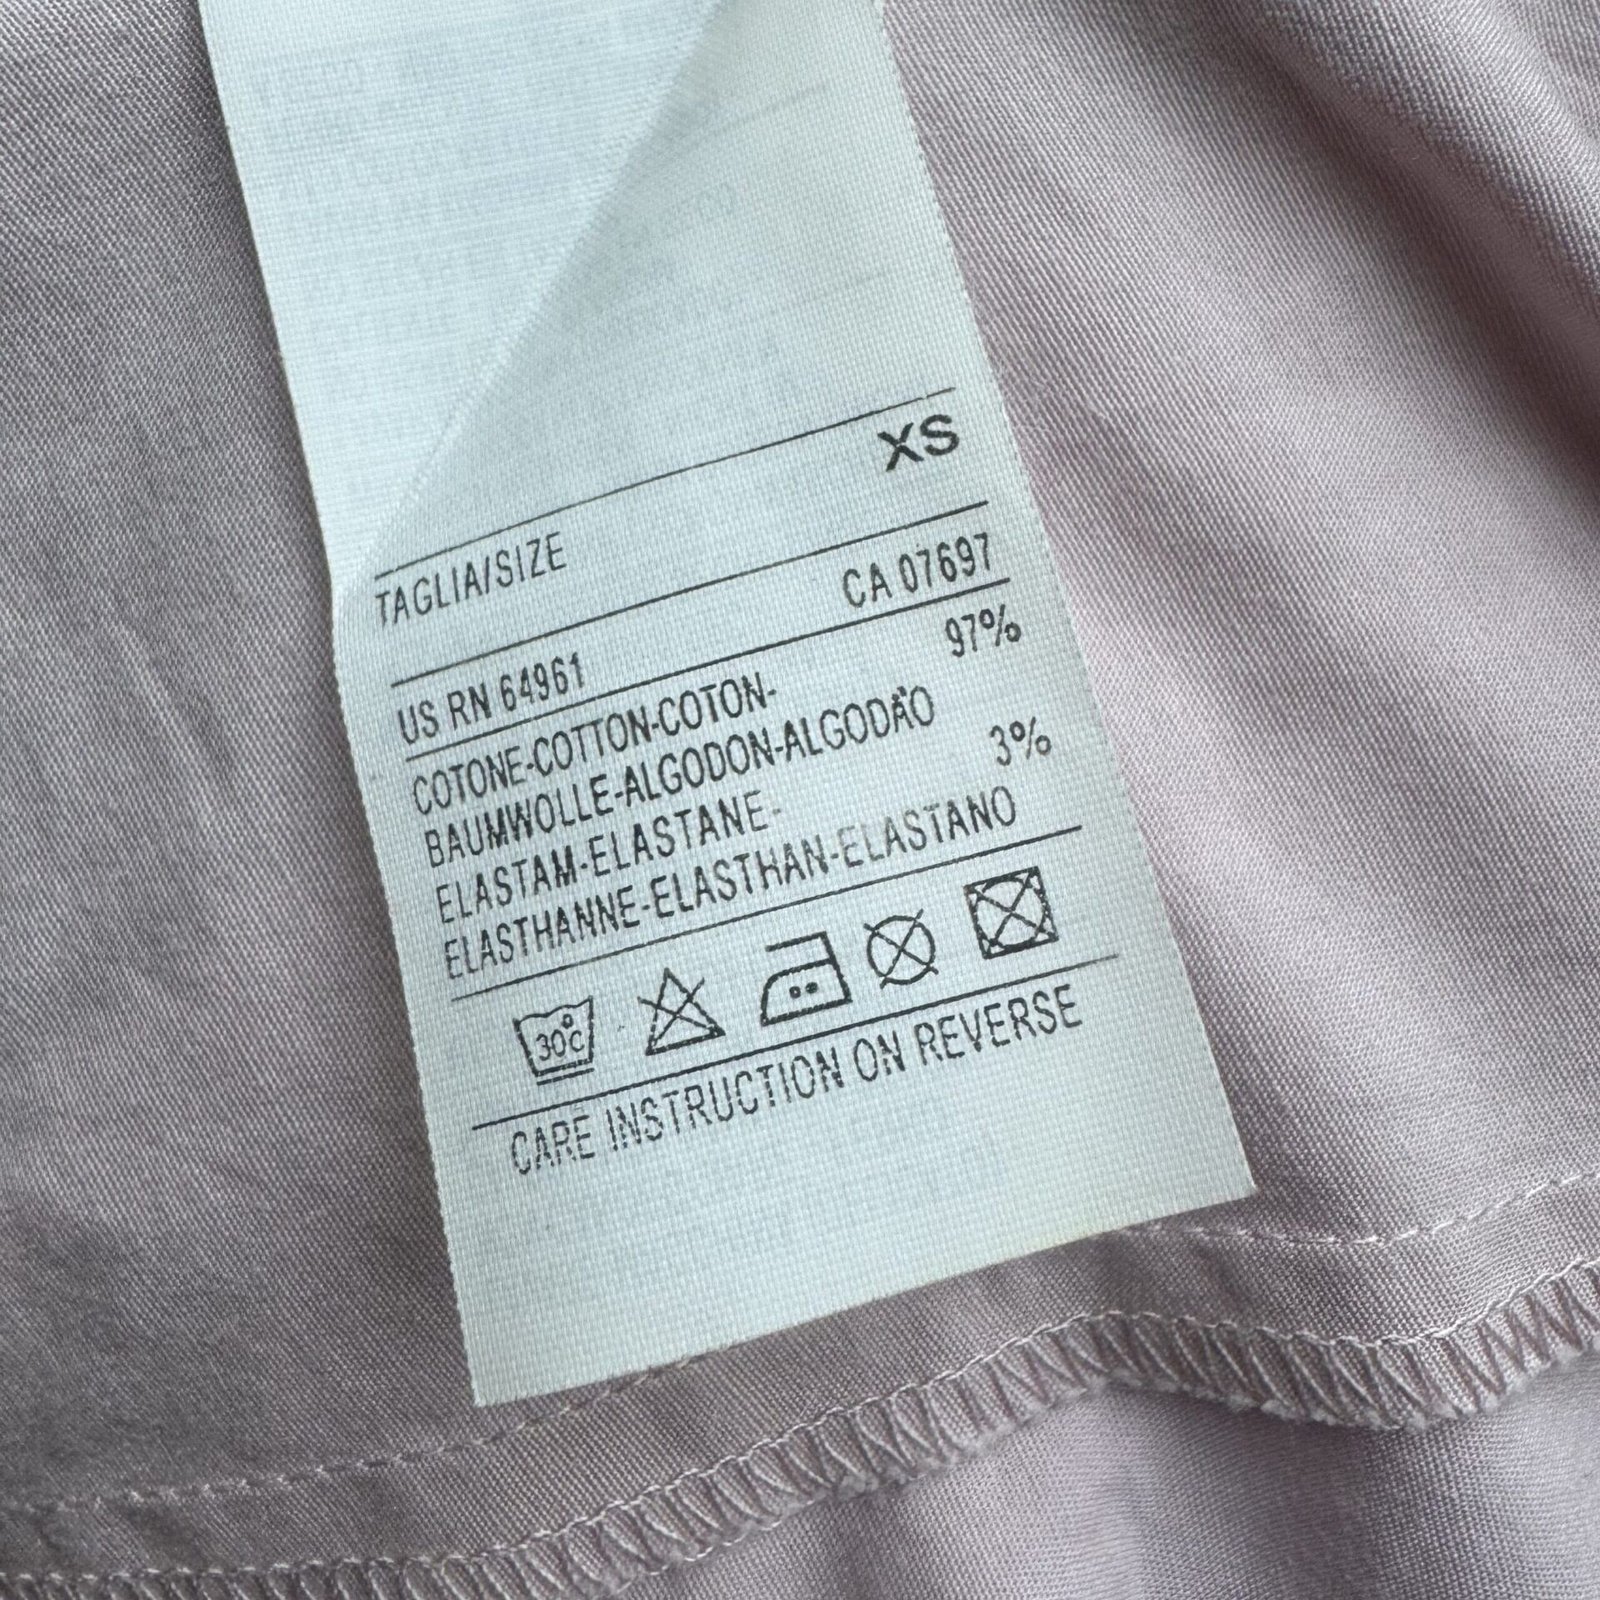 TAGLIA/SIZE XS
US RN 64961 CA 07697
COTONE-COTTON-COTON- 97%
BAUMWOLLE-ALGODON-ALGODÃO
ELASTAM-ELASTANE- 3%
ELASTHANNE-ELASTHAN-ELASTANO
30°C
CARE INSTRUCTION ON REVERSE